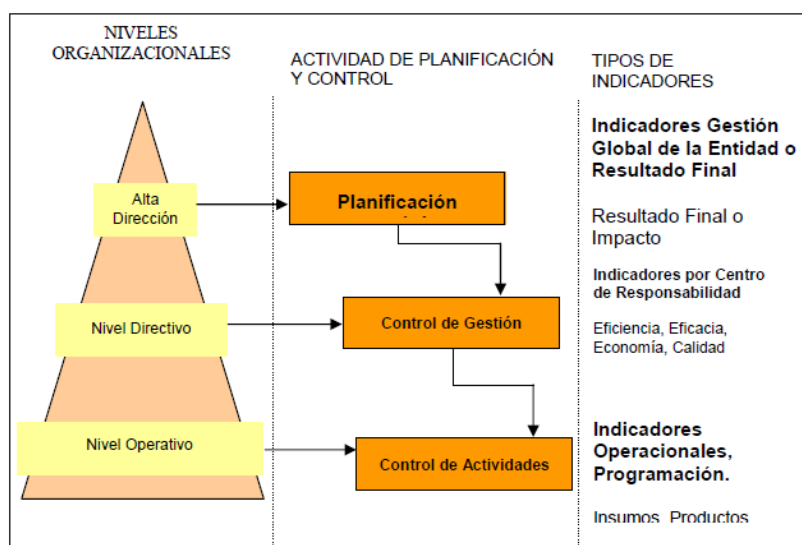 NIVELES
ORGANIZACIONALES
ACTIVIDAD DE PLANIFICACIÓN
Y CONTROL
TIPOS DE
INDICADORES
Alta
Dirección
Planificación
Indicadores Gestión
Global de la Entidad o
Resultado Final
Resultado Final o
Impacto
Nivel Directivo
Control de Gestión
Indicadores por Centro
de Responsabilidad
Eficiencia, Eficacia,
Economía, Calidad
Nivel Operativo
Control de Actividades
Indicadores
Operacionales,
Programación.
Insumos Productos